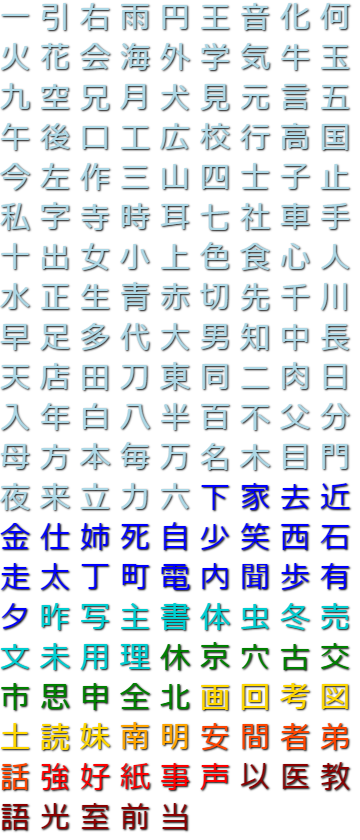 一引右雨円王音化何
火花会海外学気牛玉
九空兄月犬見元言五
午後口工広校行高国
今左作三山四士子止
私字寺時耳七社車手
十出女小上色食心人
水正生青赤切先千川
早足多代大男知中長
天店田刀東同二肉日
入年白八半百不父分
母方本毎万名木目門
夜来立力六下家去近
金仕姉死自少笑西石
走太丁町電内聞歩有
夕昨写主書体虫冬売
文未用理休京穴古交
市思申全北画回考図
土読妹南明安間者弟
話強好紙事声以医教
語光室前当